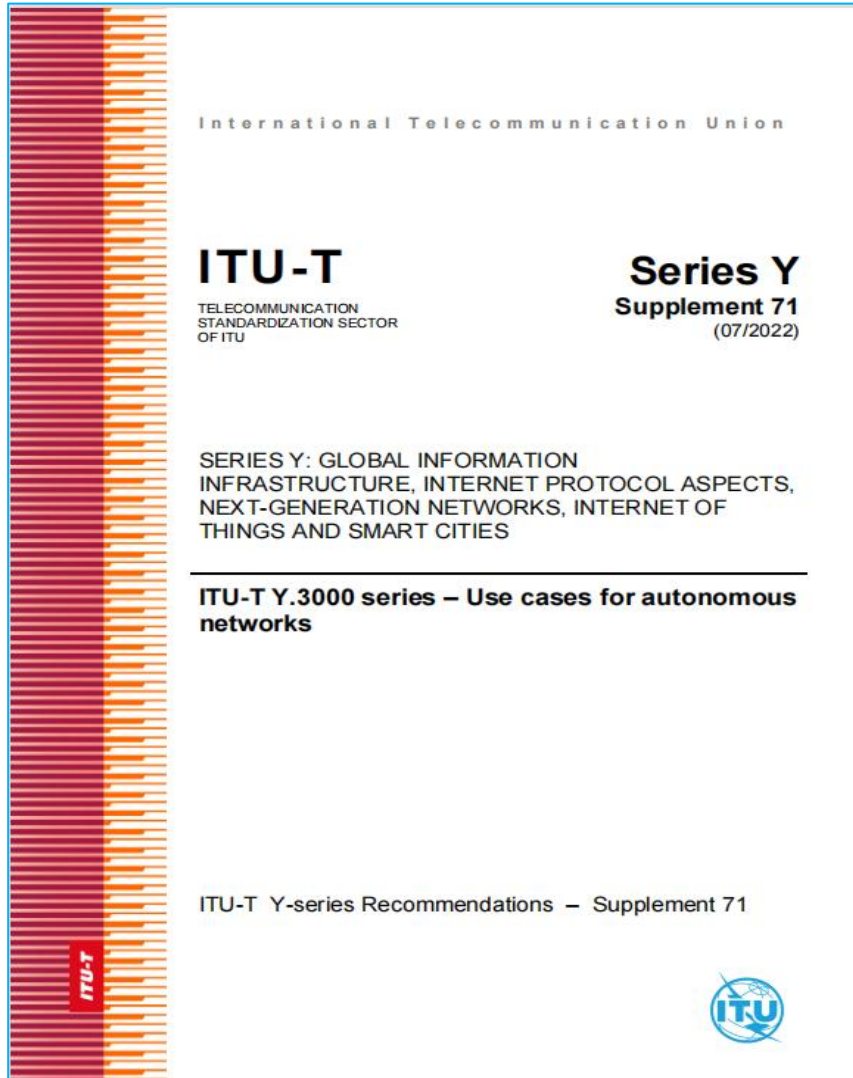 International Telecommunication Union
ITU-T
TELECOMMUNICATION
STANDARDIZATION SECTOR
OF ITU
Series Y
Supplement 71
(07/2022)
SERIES Y: GLOBAL INFORMATION
INFRASTRUCTURE, INTERNET PROTOCOL ASPECTS,
NEXT-GENERATION NETWORKS, INTERNET OF
THINGS AND SMART CITIES
ITU-T Y.3000 series – Use cases for autonomous
networks
ITU-T Y-series Recommendations – Supplement 71
ITU-T
ITU